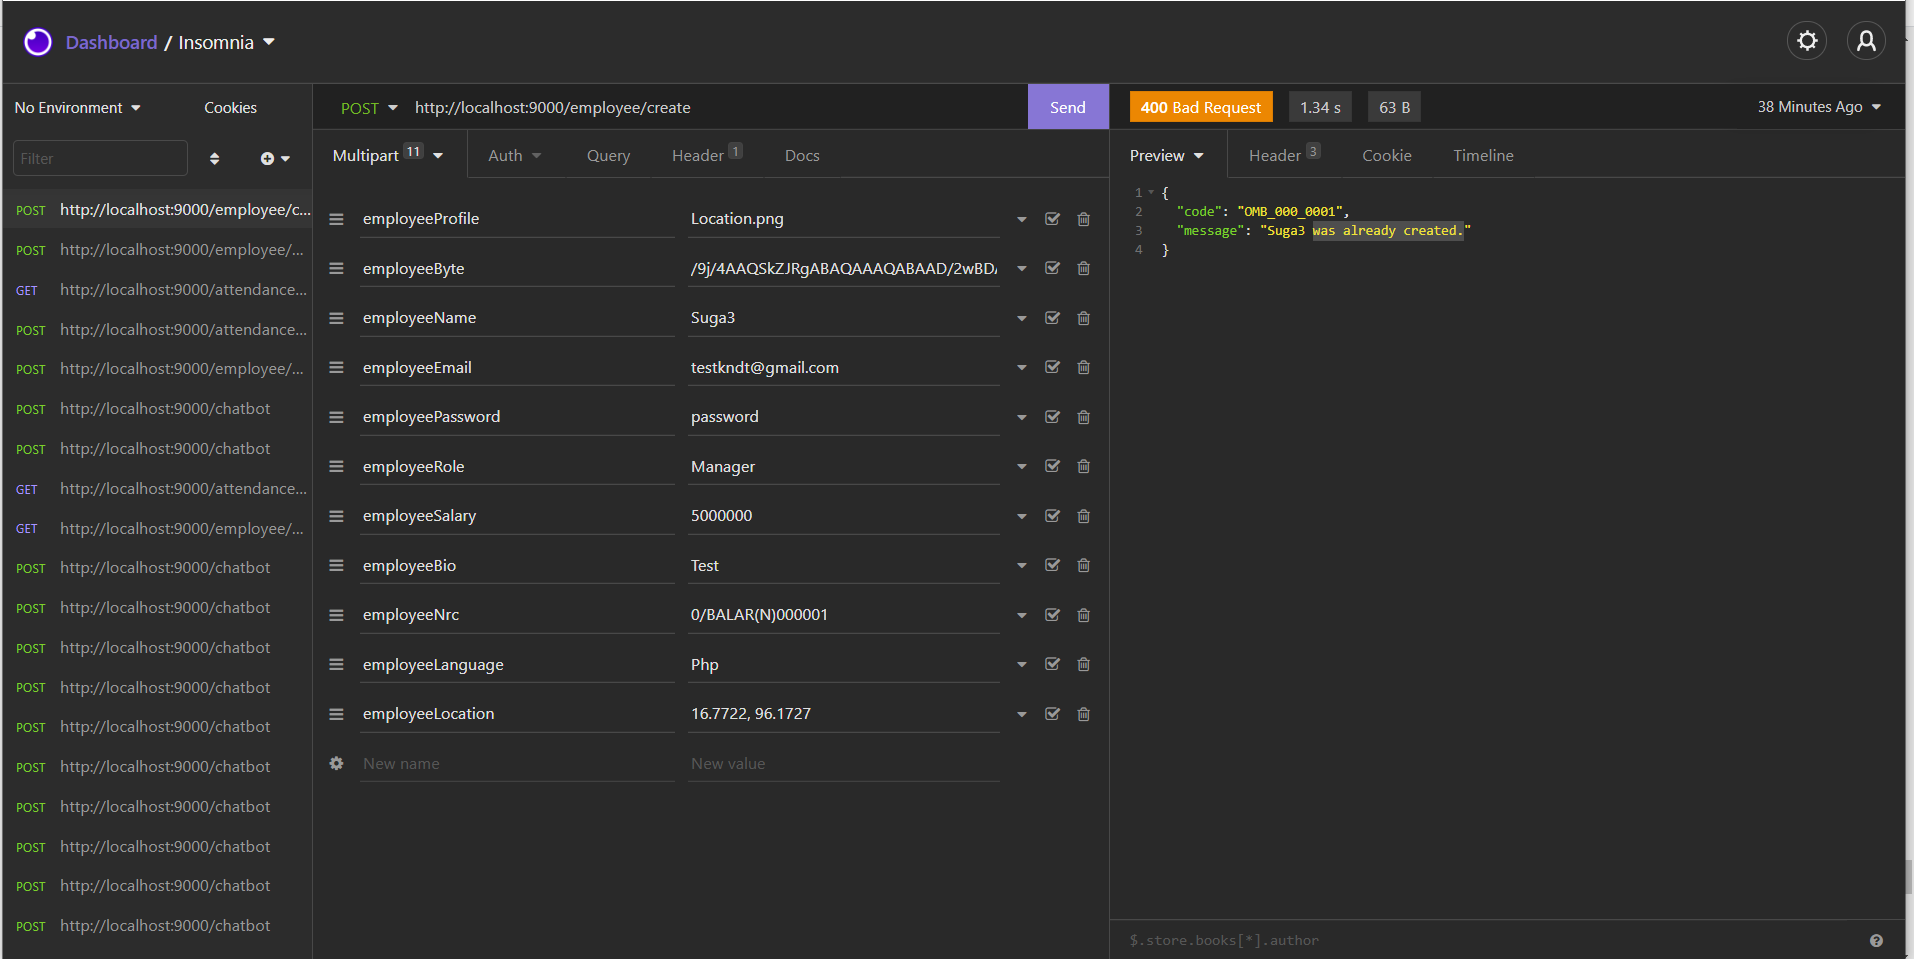 Dashboard / Insomnia
No Environment
Cookies
Filter
POST http://localhost:9000/employee/c...
POST http://localhost:9000/employee/...
GET http://localhost:9000/attendance...
POST http://localhost:9000/attendance...
POST http://localhost:9000/employee/...
POST http://localhost:9000/chatbot
POST http://localhost:9000/chatbot
GET http://localhost:9000/attendance...
GET http://localhost:9000/employee/...
POST http://localhost:9000/chatbot
POST http://localhost:9000/chatbot
POST http://localhost:9000/chatbot
POST http://localhost:9000/chatbot
POST http://localhost:9000/chatbot
POST http://localhost:9000/chatbot
POST http://localhost:9000/chatbot
POST http://localhost:9000/chatbot
POST http://localhost:9000/chatbot
POST http://localhost:9000/chatbot
POST http://localhost:9000/employee/create Send
Multipart 11 Auth Query Header 1 Docs
employeeProfile Location.png
employeeByte /9j/4AAQSkZJRgABAQAAAQABAAD/2wBD
employeeName Suga3
employeeEmail testkndt@gmail.com
employeePassword password
employeeRole Manager
employeeSalary 5000000
employeeBio Test
employeeNrc 0/BALAR(N)000001
employeeLanguage Php
employeeLocation 16.7722, 96.1727
New name New value
400 Bad Request 1.34 s 63 B 38 Minutes Ago
Preview Header 3 Cookie Timeline
1 {
2 "code": "OMB_000_0001",
3 "message": "Suga3 was already created."
4 }
$.store.books[*].author